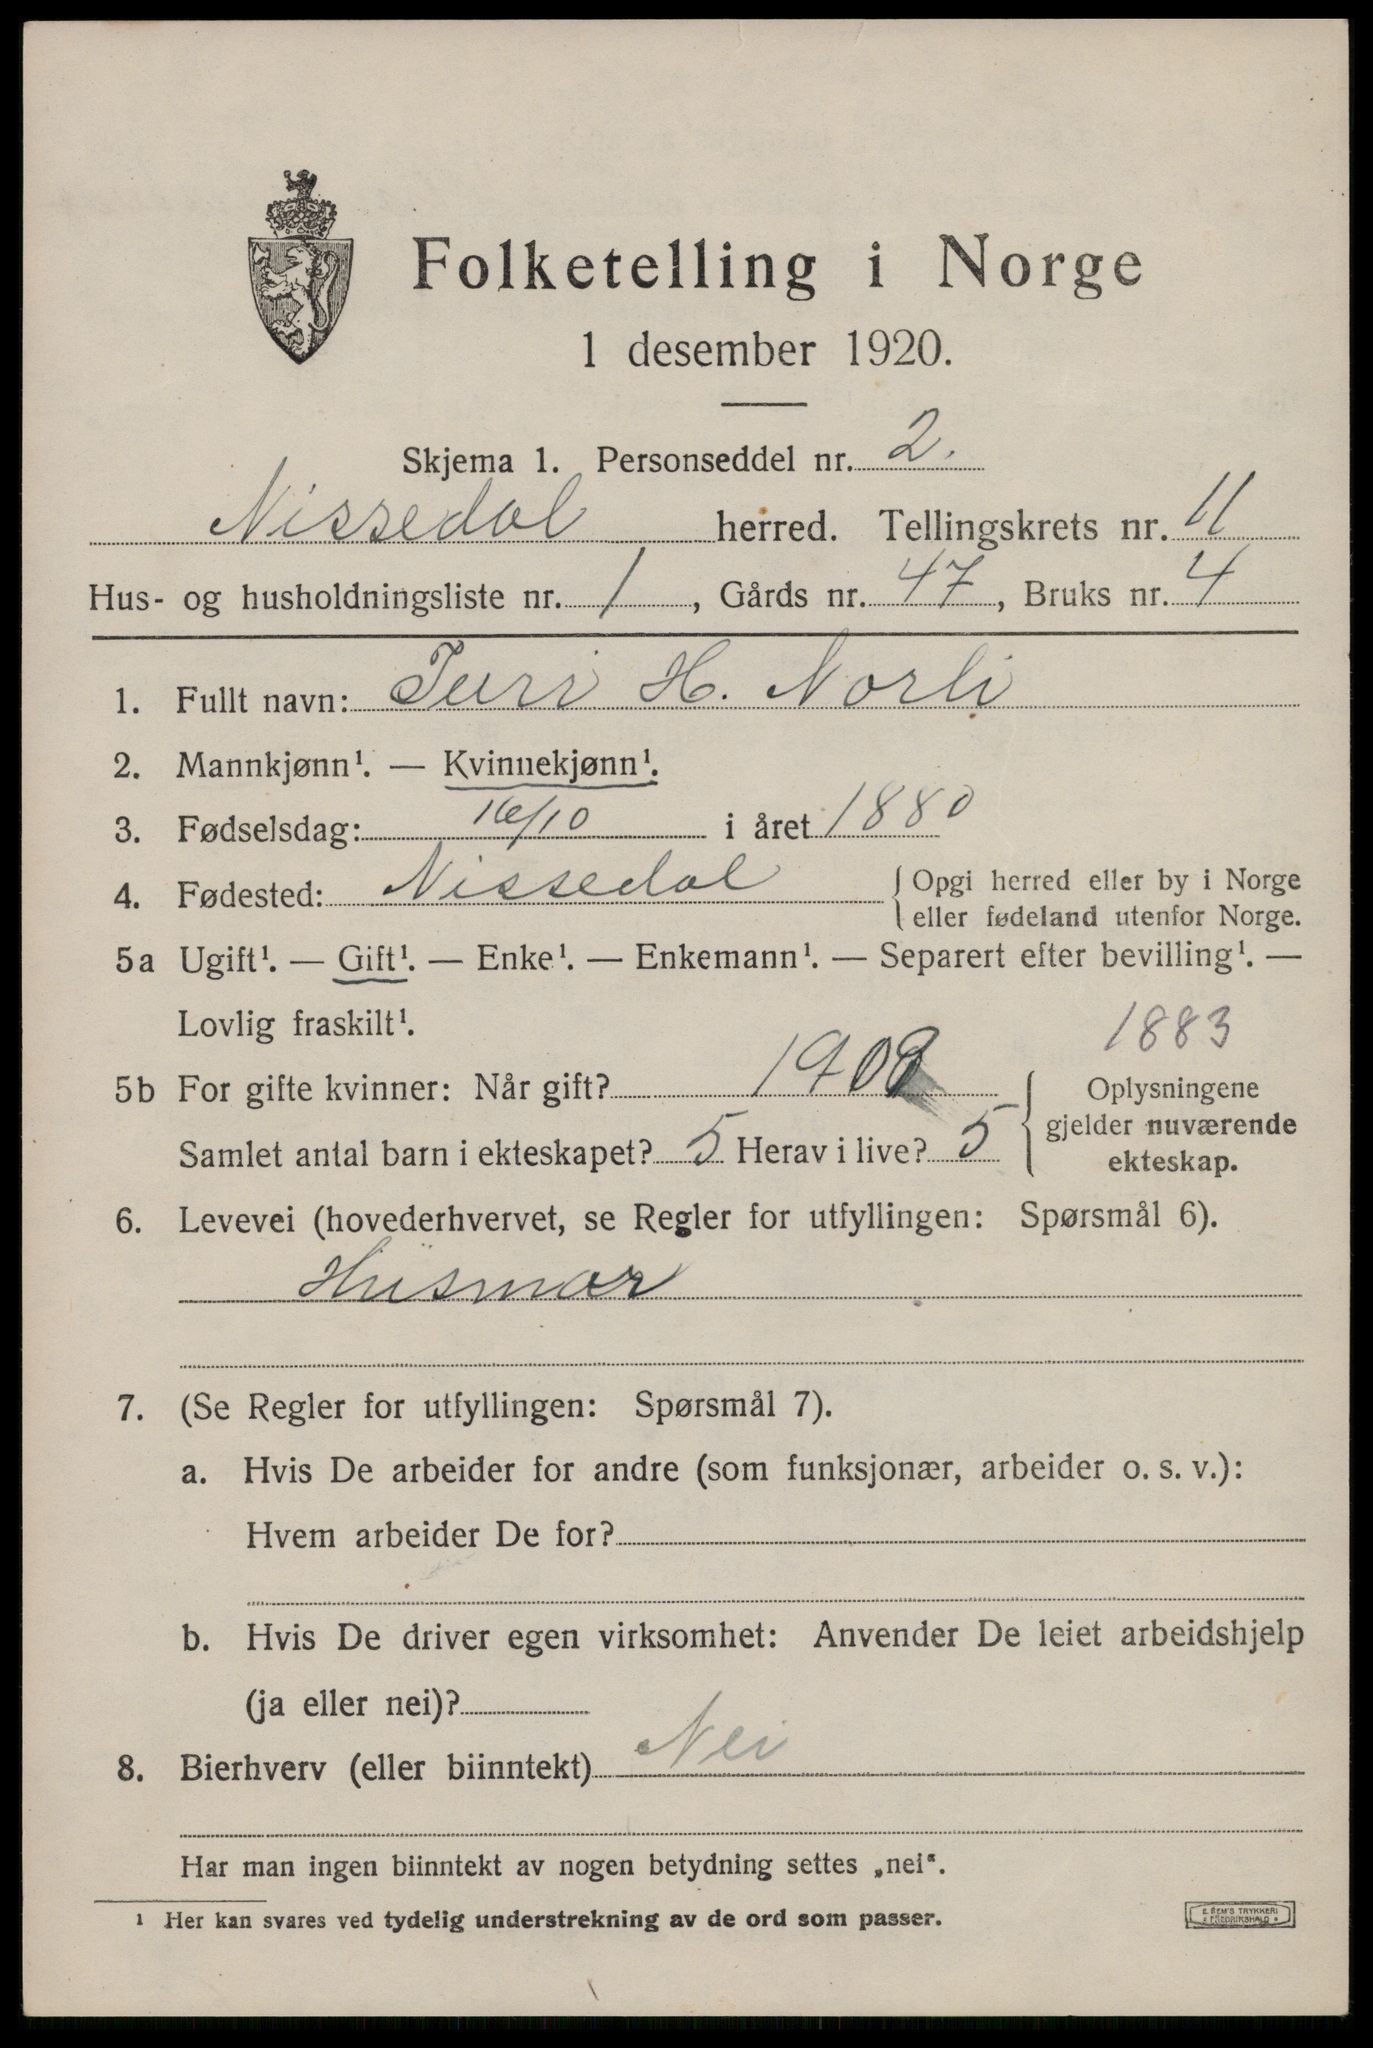 Folketelling i Norge
1 desember 1920.
Skjema 1. Personseddel nr. 2.
Nissedal herred. Tellingskrets nr. 11
Hus- og husholdningsliste nr. 1, Gårds nr. 47, Bruks nr. 4
1. Fullt navn: Turi H. Norli
2. Mannkjønn¹. — Kvinnekjønn¹.
3. Fødselsdag: 16/10 i året 1880
4. Fødested: Nissedal { Opgi herred eller by i Norge
eller fødeland utenfor Norge.
5a Ugift¹. — Gift¹. — Enke¹. — Enkemann¹. — Separert efter bevilling¹. —
Lovlig fraskilt¹.
1883
5b For gifte kvinner: Når gift? 1908
Samlet antal barn i ekteskapet? 5 Herav i live? 5
{ Oplysningene
gjelder nuværende
ekteskap.
6. Levevei (hovederhvervet, se Regler for utfyllingen: Spørsmål 6).
Husmor
7. (Se Regler for utfyllingen: Spørsmål 7).
a. Hvis De arbeider for andre (som funksjonær, arbeider o. s. v.):
Hvem arbeider De for?
b. Hvis De driver egen virksomhet: Anvender De leiet arbeidshjelp
(ja eller nei)?
8. Bierhverv (eller biinntekt) Nei
Har man ingen biinntekt av nogen betydning settes „nei“.
¹ Her kan svares ved tydelig understrekning av de ord som passer.
E. SEM'S TRYKKERI
FREDRIKSHALD